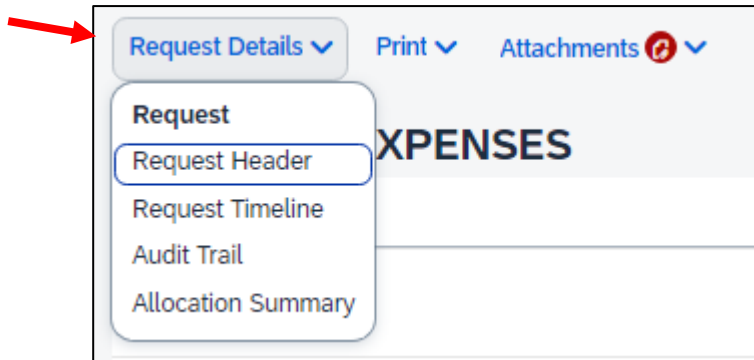 Request Details Print Attachments
Request
XPENSES
Request Header
Request Timeline
Audit Trail
Allocation Summary